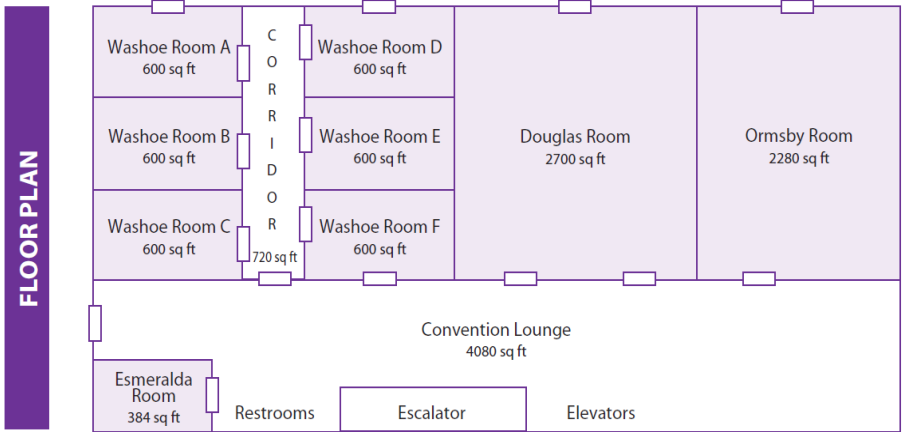 FLOOR PLAN
Washoe Room A
600 sq ft
Washoe Room B
600 sq ft
Washoe Room C
600 sq ft
CORRIDOR
720 sq ft
Washoe Room D
600 sq ft
Washoe Room E
600 sq ft
Washoe Room F
600 sq ft
Douglas Room
2700 sq ft
Ormsby Room
2280 sq ft
Convention Lounge
4080 sq ft
Esmeralda
Room
384 sq ft
Restrooms
Escalator
Elevators